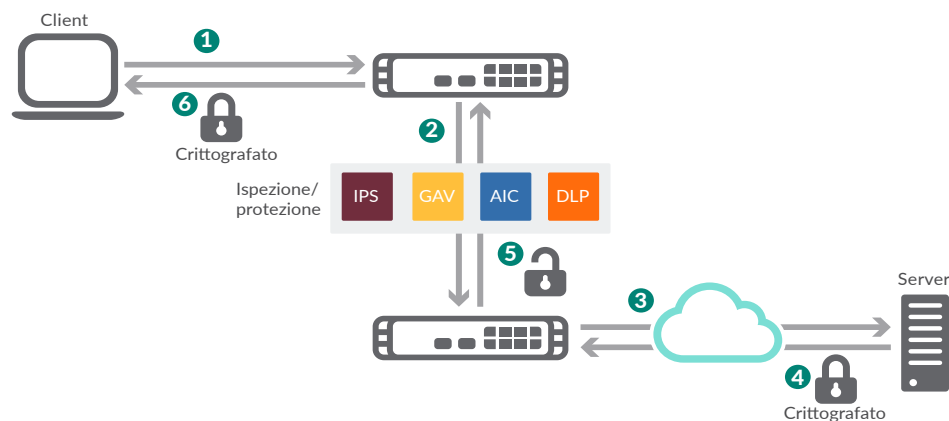 Client
1
6
Crittografato
2
Ispezione/
protezione
IPS
GAV
AIC
DLP
5
3
Server
4
Crittografato